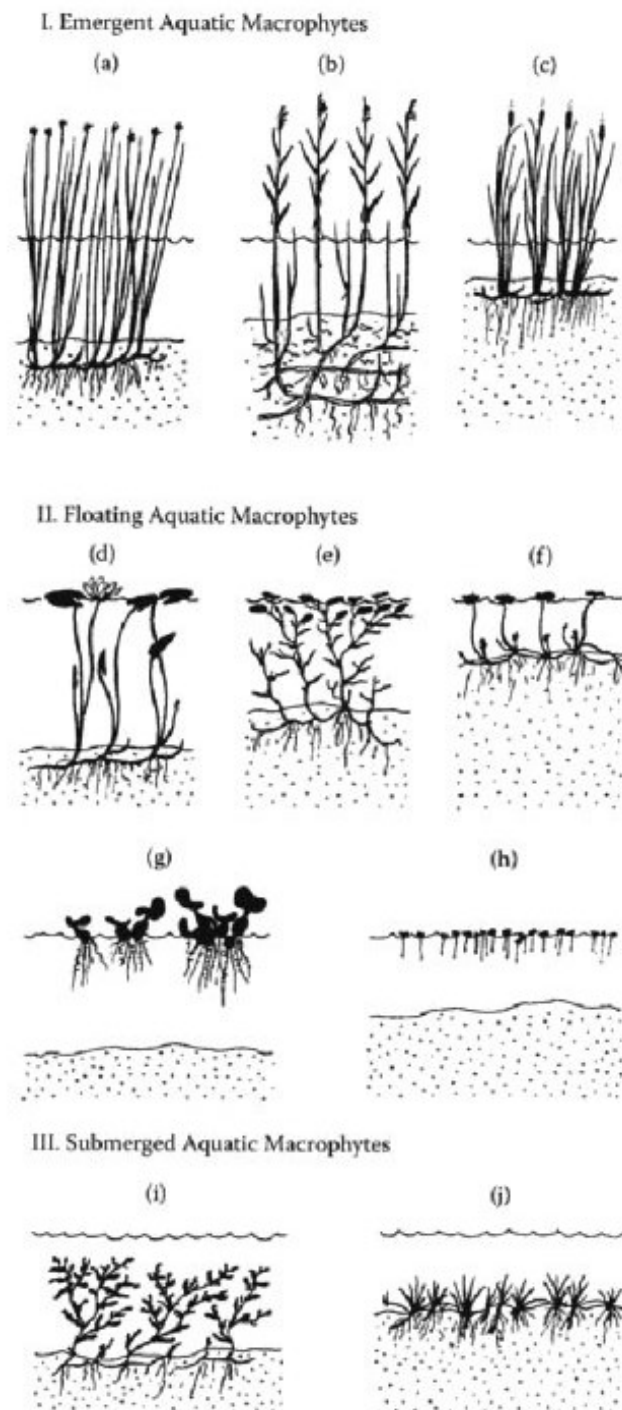 I. Emergent Aquatic Macrophytes
(a) (b) (c)
II. Floating Aquatic Macrophytes
(d) (e) (f)
(g) (h)
III. Submerged Aquatic Macrophytes
(i) (j)